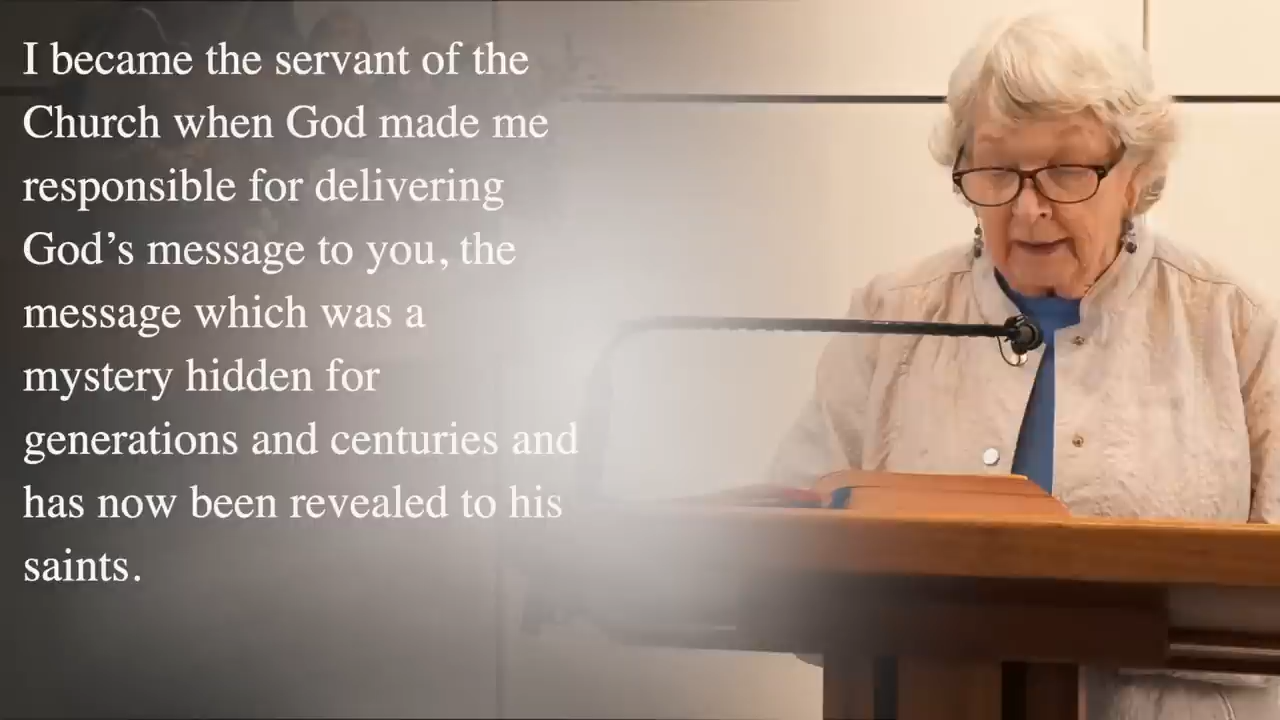 I became the servant of the
Church when God made me
responsible for delivering
God’s message to you, the
message which was a
mystery hidden for
generations and centuries and
has now been revealed to his
saints.